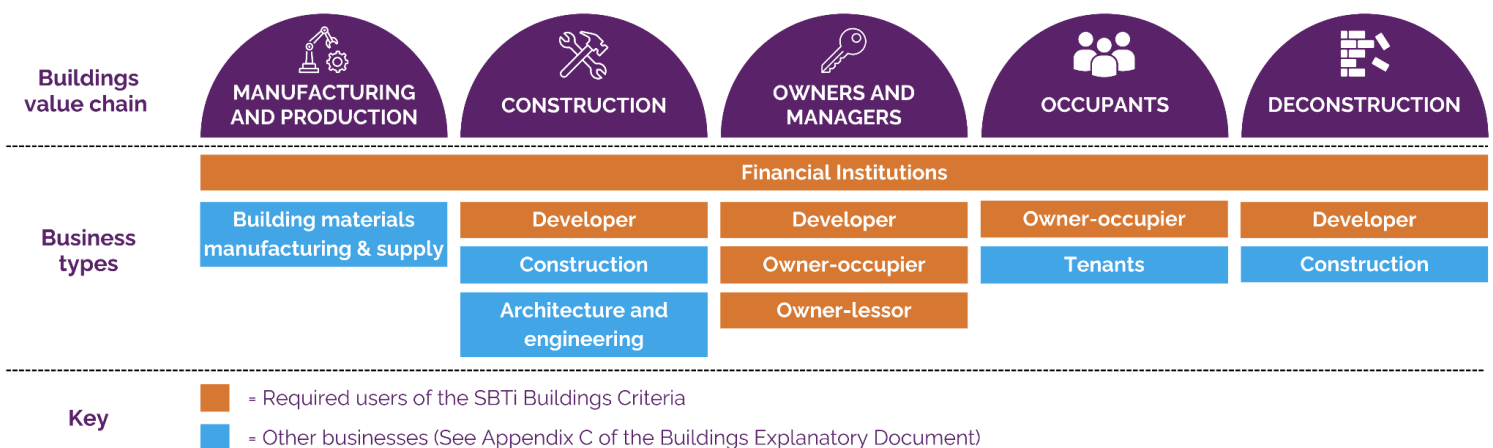 Buildings
value chain
MANUFACTURING
AND PRODUCTION
CONSTRUCTION
OWNERS AND
MANAGERS
OCCUPANTS
DECONSTRUCTION
Business
types
Financial Institutions
Building materials
manufacturing & supply
Developer
Construction
Architecture and
engineering
Developer
Owner-occupier
Owner-lessor
Owner-occupier
Tenants
Developer
Construction
Key
= Required users of the SBTi Buildings Criteria
= Other businesses (See Appendix C of the Buildings Explanatory Document)